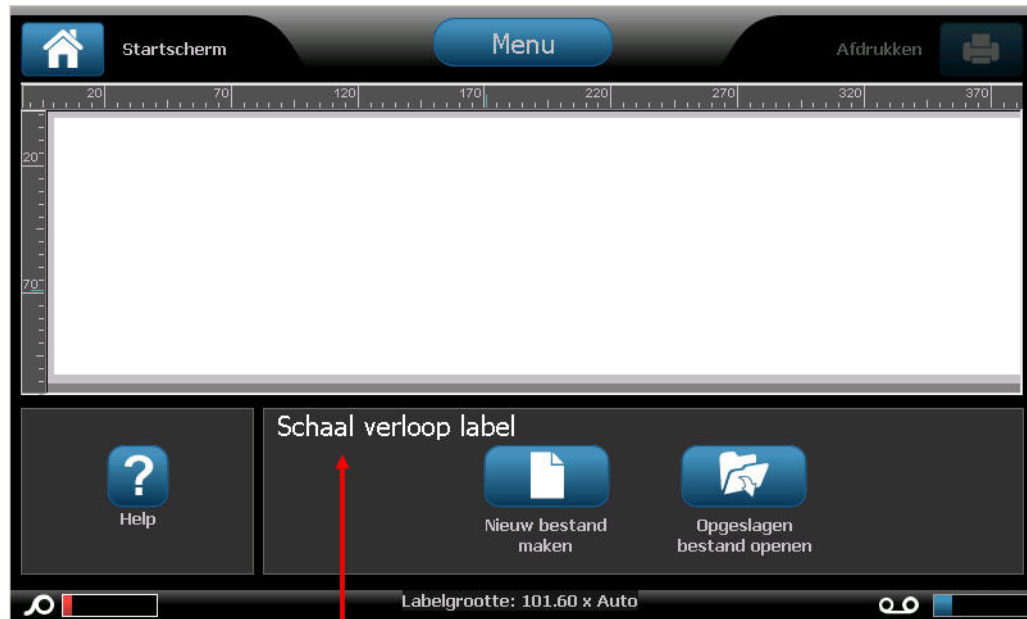 Startscherm
Menu
Afdrukken
20 70 120 170 220 270 320 370
20
70
Schaal verloop label
?
Help
Nieuw bestand
maken
Opgeslagen
bestand openen
Labelgrootte: 101.60 x Auto